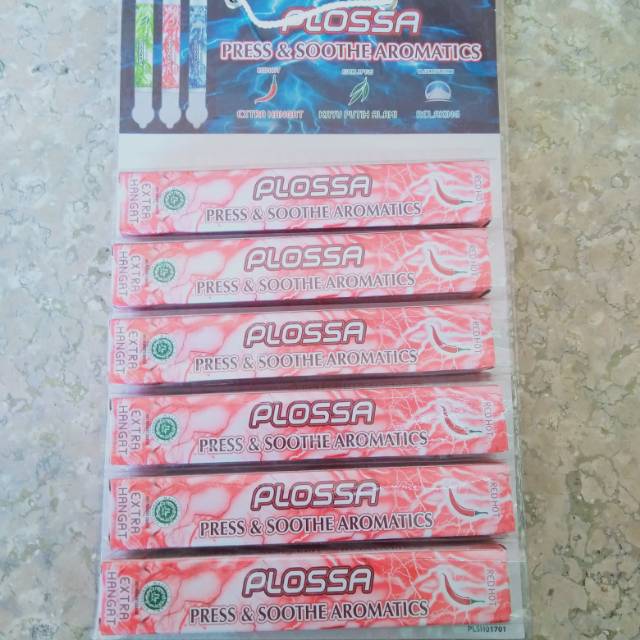 PLOSSA
PRESS & SOOTHE AROMATICS
EXTRA HANGAT
KAYU PUTIH ALAMI
RELAXING
EXTRA HANGAT
PLOSSA
PRESS & SOOTHE AROMATICS
RED HOT
EXTRA HANGAT
PLOSSA
PRESS & SOOTHE AROMATICS
RED HOT
EXTRA HANGAT
PLOSSA
PRESS & SOOTHE AROMATICS
RED HOT
EXTRA HANGAT
PLOSSA
PRESS & SOOTHE AROMATICS
RED HOT
EXTRA HANGAT
PLOSSA
PRESS & SOOTHE AROMATICS
RED HOT
EXTRA HANGAT
PLOSSA
PRESS & SOOTHE AROMATICS
RED HOT